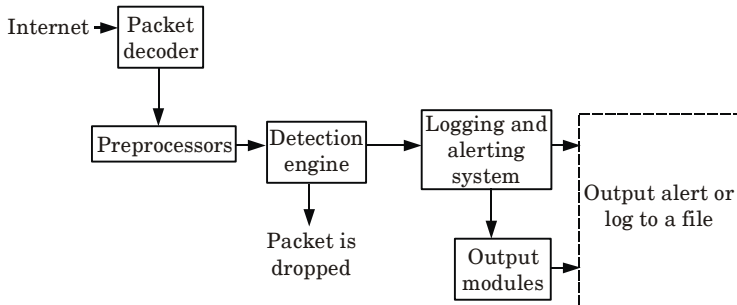 Internet
Packet
decoder
Preprocessors
Detection
engine
Packet is
dropped
Logging and
alerting
system
Output
modules
Output alert or
log to a file